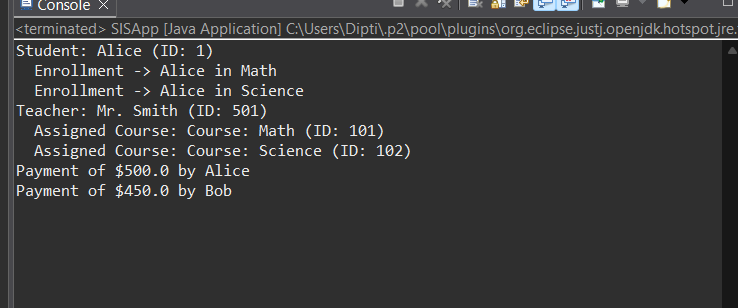 Console
<terminated> SISApp [Java Application] C:\Users\Dipti\.p2\pool\plugins\org.eclipse.justj.openjdk.hotspot.jre.
Student: Alice (ID: 1)
  Enrollment -> Alice in Math
  Enrollment -> Alice in Science
Teacher: Mr. Smith (ID: 501)
  Assigned Course: Course: Math (ID: 101)
  Assigned Course: Course: Science (ID: 102)
Payment of $500.0 by Alice
Payment of $450.0 by Bob